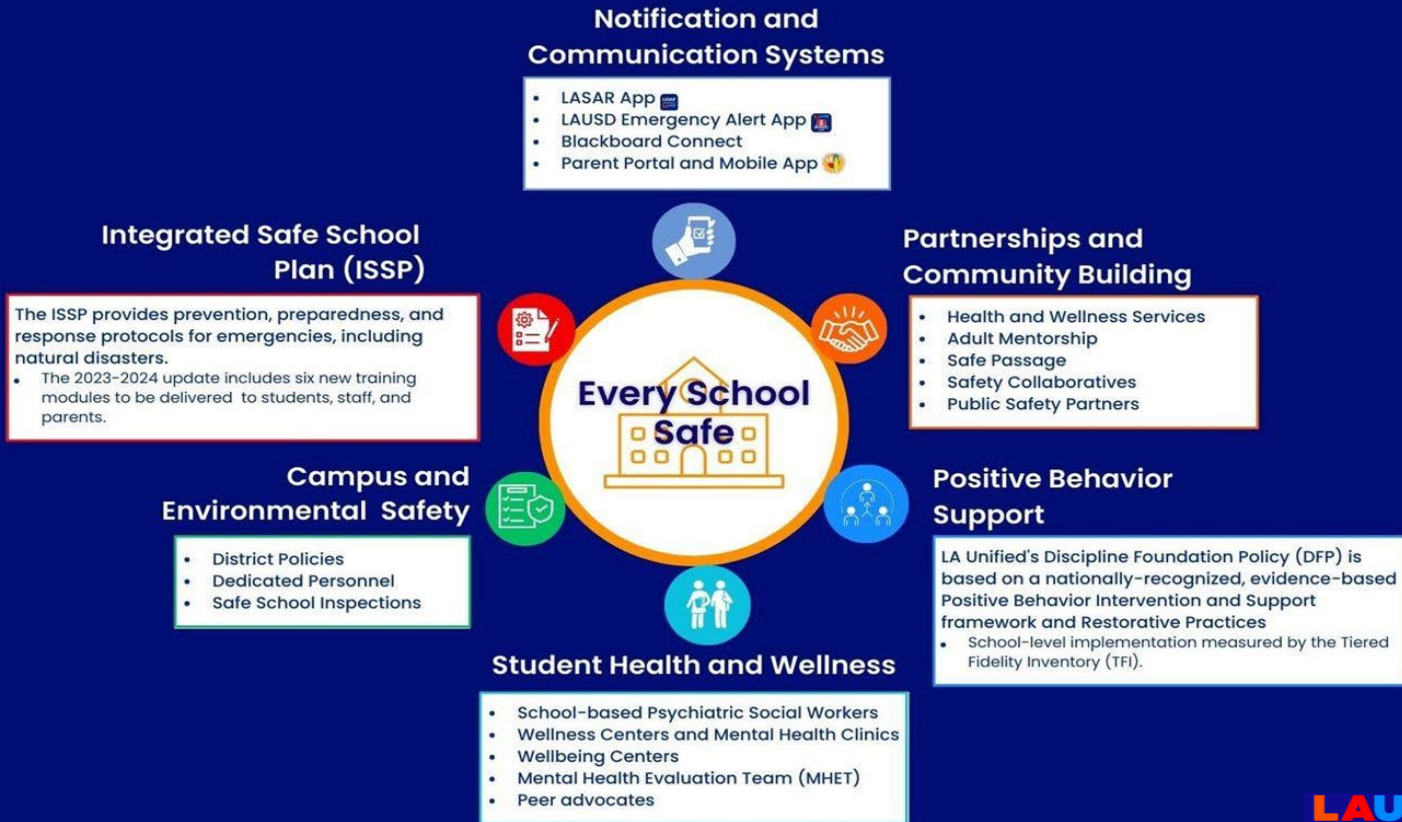 Notification and
Communication Systems
• LASAR App
• LAUSD Emergency Alert App
• Blackboard Connect
• Parent Portal and Mobile App
Integrated Safe School
Plan (ISSP)
The ISSP provides prevention, preparedness, and
response protocols for emergencies, including
natural disasters.
• The 2023-2024 update includes six new training
modules to be delivered to students, staff, and
parents.
Partnerships and
Community Building
• Health and Wellness Services
• Adult Mentorship
• Safe Passage
• Safety Collaboratives
• Public Safety Partners
Every School
Safe
Campus and
Environmental Safety
• District Policies
• Dedicated Personnel
• Safe School Inspections
Positive Behavior
Support
LA Unified's Discipline Foundation Policy (DFP) is
based on a nationally-recognized, evidence-based
Positive Behavior Intervention and Support
framework and Restorative Practices
• School-level implementation measured by the Tiered
Fidelity Inventory (TFI).
Student Health and Wellness
• School-based Psychiatric Social Workers
• Wellness Centers and Mental Health Clinics
• Wellbeing Centers
• Mental Health Evaluation Team (MHET)
• Peer advocates
LAU